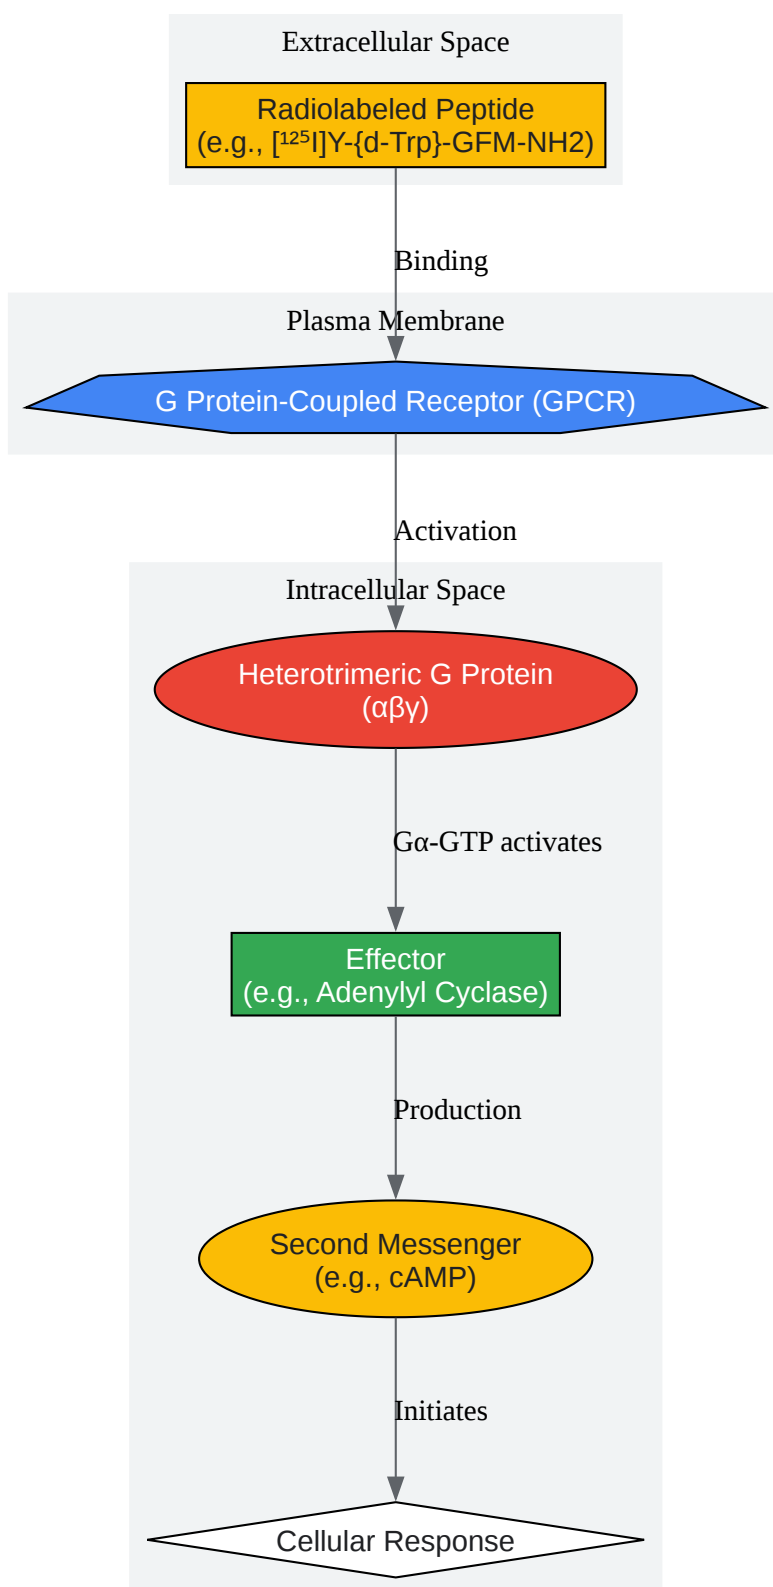 Extracellular Space
Radiolabeled Peptide
(e.g., [¹²⁵I]Y-{d-Trp}-GFM-NH2)
Binding
Plasma Membrane
G Protein-Coupled Receptor (GPCR)
Activation
Intracellular Space
Heterotrimeric G Protein
(αβγ)
Gα-GTP activates
Effector
(e.g., Adenylyl Cyclase)
Production
Second Messenger
(e.g., cAMP)
Initiates
Cellular Response